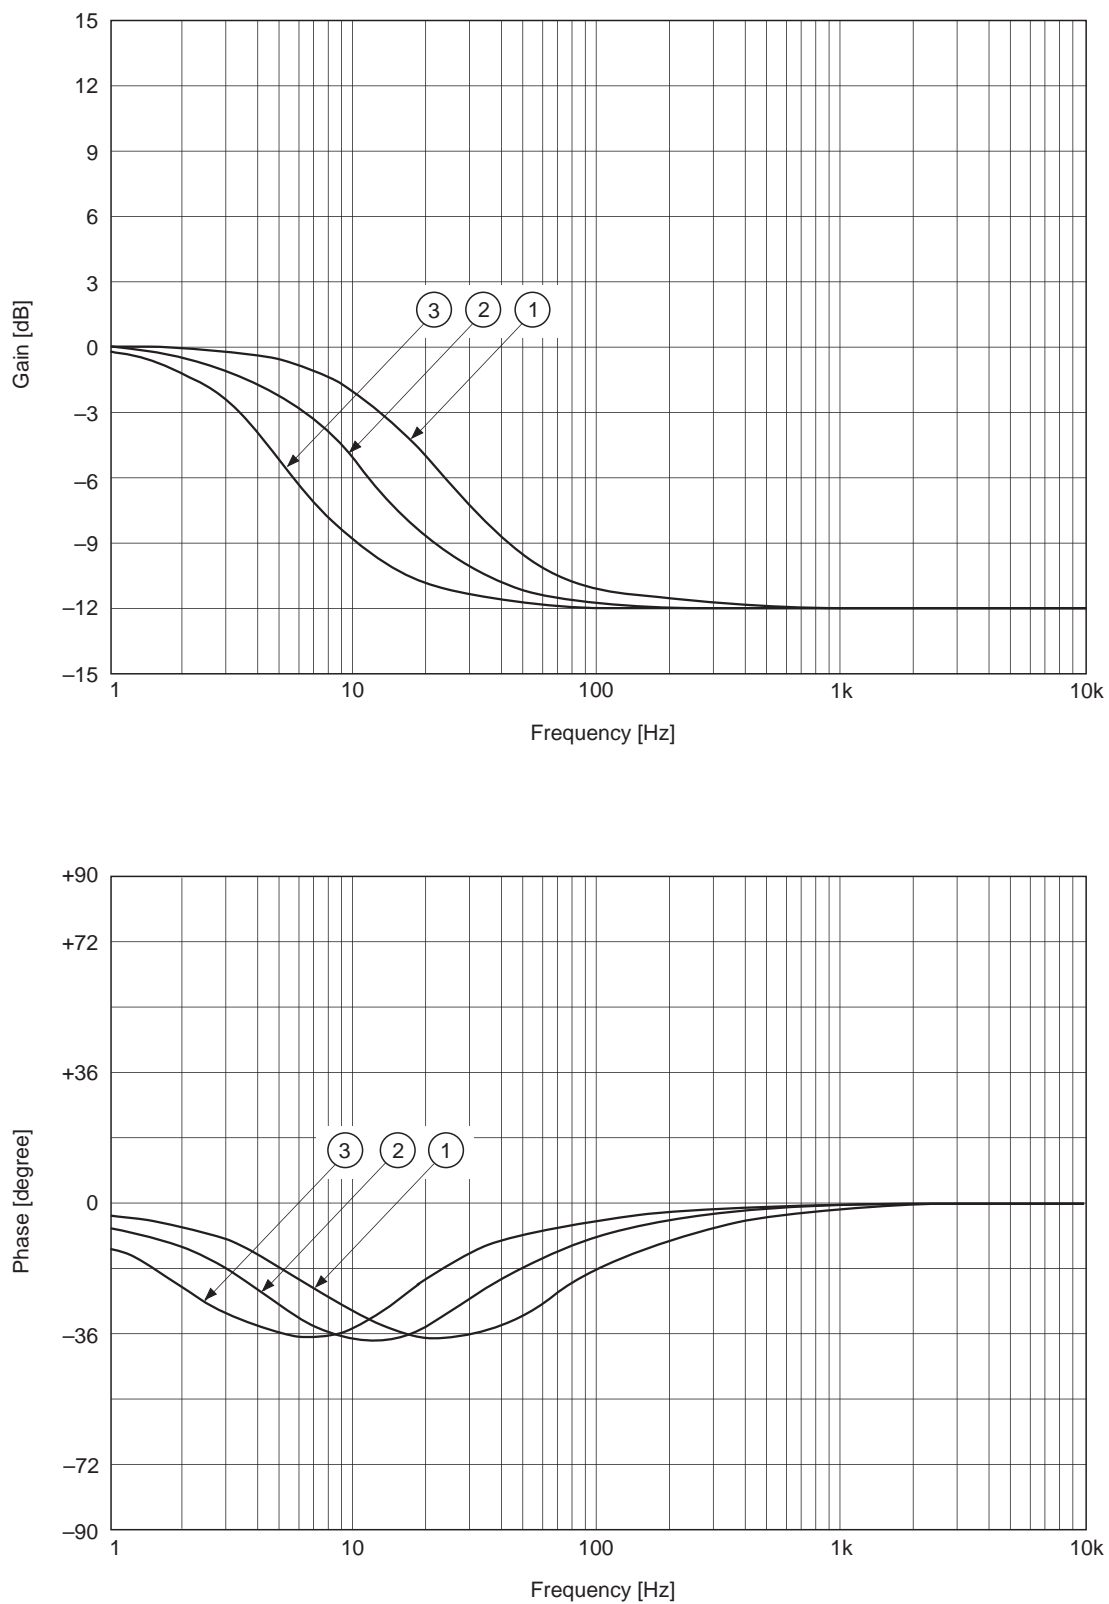 15
12
9
6
3
0
–3
–6
–9
–12
–15
Gain [dB]
3 2 1
1 10 100 1k 10k
Frequency [Hz]
+90
+72
+36
0
–36
–72
–90
Phase [degree]
3 2 1
1 10 100 1k 10k
Frequency [Hz]